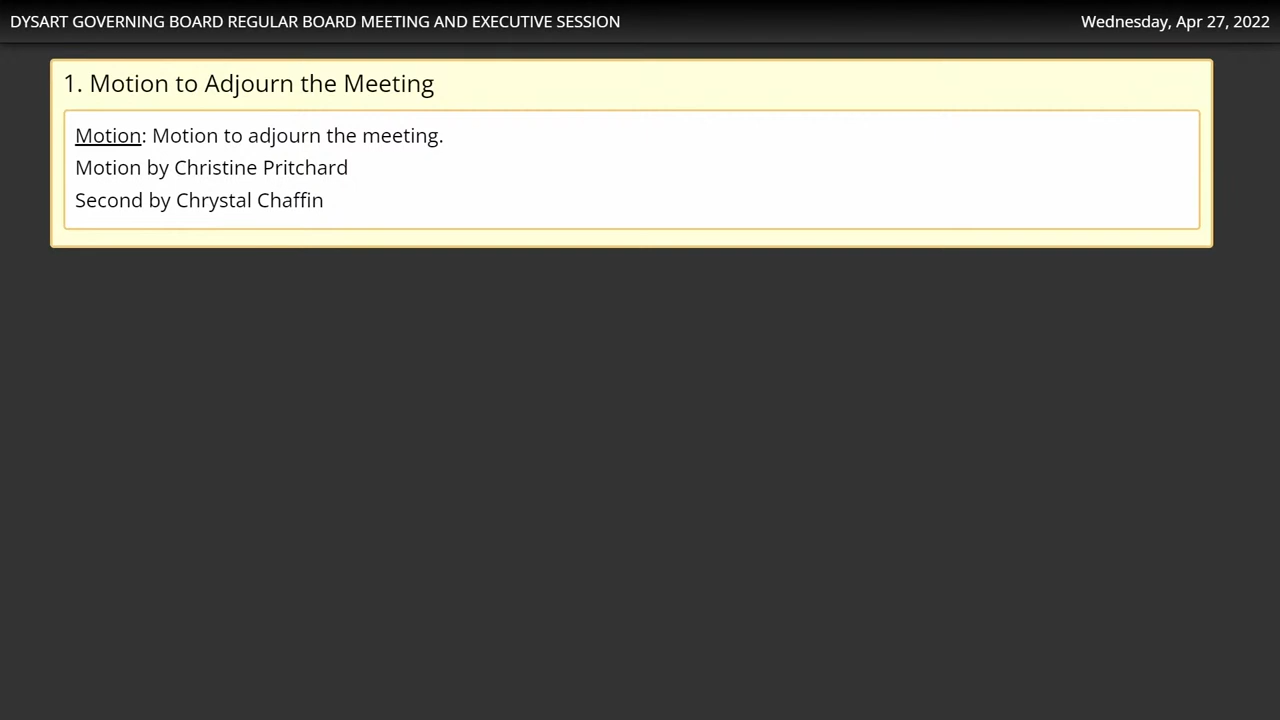 DYSART GOVERNING BOARD REGULAR BOARD MEETING AND EXECUTIVE SESSION
Wednesday, Apr 27, 2022
1. Motion to Adjourn the Meeting
Motion: Motion to adjourn the meeting.
Motion by Christine Pritchard
Second by Chrystal Chaffin